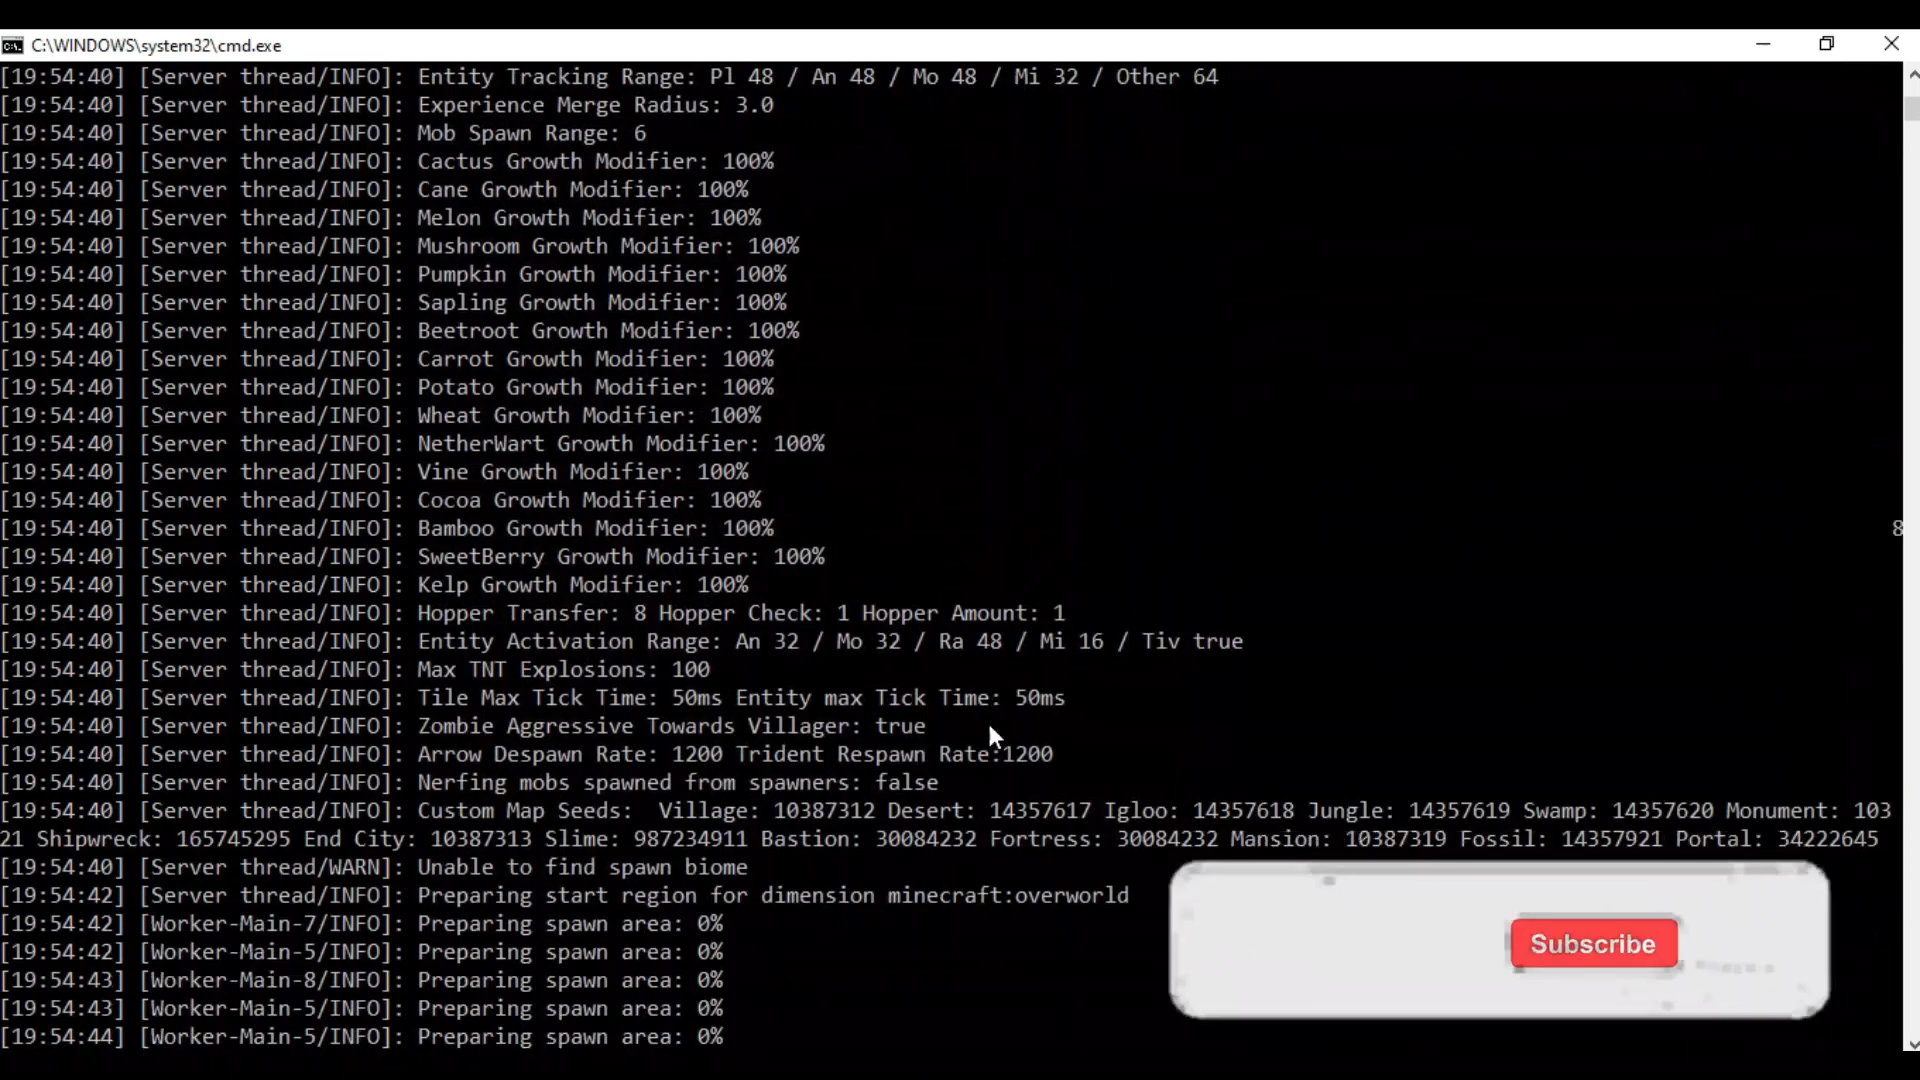 C:\WINDOWS\system32\cmd.exe
[19:54:40] [Server thread/INFO]: Entity Tracking Range: Pl 48 / An 48 / Mo 48 / Mi 32 / Other 64
[19:54:40] [Server thread/INFO]: Experience Merge Radius: 3.0
[19:54:40] [Server thread/INFO]: Mob Spawn Range: 6
[19:54:40] [Server thread/INFO]: Cactus Growth Modifier: 100%
[19:54:40] [Server thread/INFO]: Cane Growth Modifier: 100%
[19:54:40] [Server thread/INFO]: Melon Growth Modifier: 100%
[19:54:40] [Server thread/INFO]: Mushroom Growth Modifier: 100%
[19:54:40] [Server thread/INFO]: Pumpkin Growth Modifier: 100%
[19:54:40] [Server thread/INFO]: Sapling Growth Modifier: 100%
[19:54:40] [Server thread/INFO]: Beetroot Growth Modifier: 100%
[19:54:40] [Server thread/INFO]: Carrot Growth Modifier: 100%
[19:54:40] [Server thread/INFO]: Potato Growth Modifier: 100%
[19:54:40] [Server thread/INFO]: Wheat Growth Modifier: 100%
[19:54:40] [Server thread/INFO]: NetherWart Growth Modifier: 100%
[19:54:40] [Server thread/INFO]: Vine Growth Modifier: 100%
[19:54:40] [Server thread/INFO]: Cocoa Growth Modifier: 100%
[19:54:40] [Server thread/INFO]: Bamboo Growth Modifier: 100% 8
[19:54:40] [Server thread/INFO]: SweetBerry Growth Modifier: 100%
[19:54:40] [Server thread/INFO]: Kelp Growth Modifier: 100%
[19:54:40] [Server thread/INFO]: Hopper Transfer: 8 Hopper Check: 1 Hopper Amount: 1
[19:54:40] [Server thread/INFO]: Entity Activation Range: An 32 / Mo 32 / Ra 48 / Mi 16 / Tiv true
[19:54:40] [Server thread/INFO]: Max TNT Explosions: 100
[19:54:40] [Server thread/INFO]: Tile Max Tick Time: 50ms Entity max Tick Time: 50ms
[19:54:40] [Server thread/INFO]: Zombie Aggressive Towards Villager: true
[19:54:40] [Server thread/INFO]: Arrow Despawn Rate: 1200 Trident Respawn Rate:1200
[19:54:40] [Server thread/INFO]: Nerfing mobs spawned from spawners: false
[19:54:40] [Server thread/INFO]: Custom Map Seeds:  Village: 10387312 Desert: 14357617 Igloo: 14357618 Jungle: 14357619 Swamp: 14357620 Monument: 103
21 Shipwreck: 165745295 End City: 10387313 Slime: 987234911 Bastion: 30084232 Fortress: 30084232 Mansion: 10387319 Fossil: 14357921 Portal: 34222645
[19:54:40] [Server thread/WARN]: Unable to find spawn biome
[19:54:42] [Server thread/INFO]: Preparing start region for dimension minecraft:overworld
[19:54:42] [Worker-Main-7/INFO]: Preparing spawn area: 0%
[19:54:42] [Worker-Main-5/INFO]: Preparing spawn area: 0%
[19:54:43] [Worker-Main-8/INFO]: Preparing spawn area: 0%
[19:54:43] [Worker-Main-5/INFO]: Preparing spawn area: 0%
[19:54:44] [Worker-Main-5/INFO]: Preparing spawn area: 0%
Subscribe